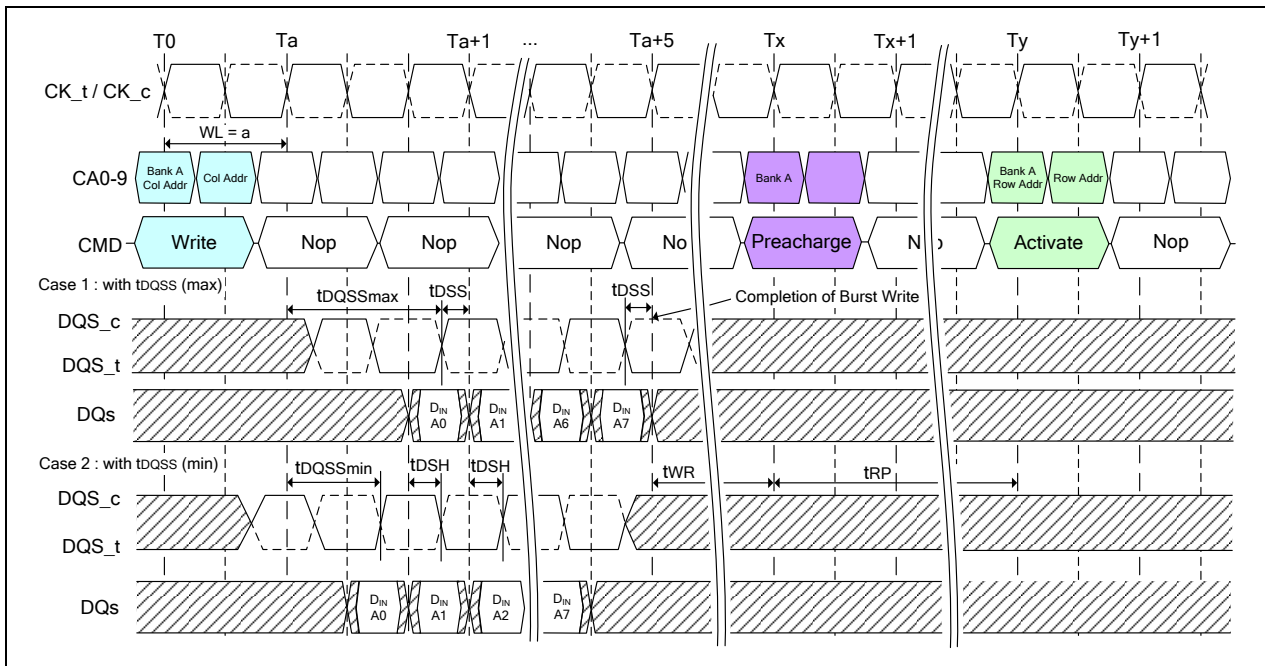 T0 Ta Ta+1 ... Ta+5 Tx Tx+1 Ty Ty+1
CK_t / CK_c
WL = a
CA0-9
Bank A
Col Addr
Col Addr
Bank A
Bank A
Row Addr
Row Addr
CMD
Write Nop Nop Nop No Preacharge N p Activate Nop
Case 1 : with tDQSS (max)
tDQSSmax tDSS tDSS Completion of Burst Write
DQS_c
DQS_t
DQs
DIN
A0
DIN
A1
DIN
A6
DIN
A7
Case 2 : with tDQSS (min)
tDQSSmin tDSH tDSH tWR tRP
DQS_c
DQS_t
DQs
DIN
A0
DIN
A1
DIN
A2
DIN
A7